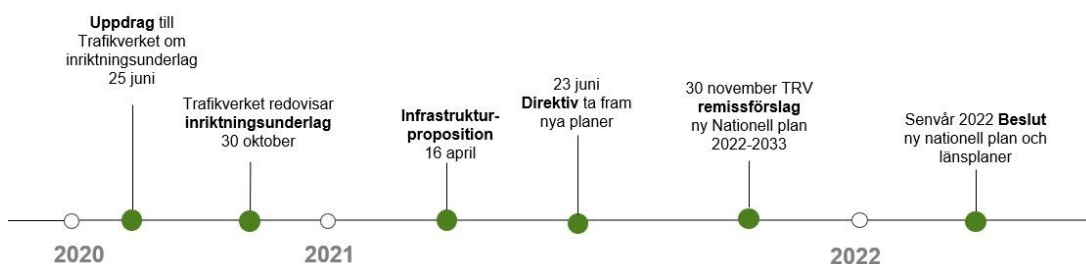 Uppdrag till
Trafikverket om
inriktningsunderlag
25 juni
Trafikverket redovisar
inriktningsunderlag
30 oktober
Infrastruktur-
proposition
16 april
23 juni
Direktiv ta fram
nya planer
30 november TRV
remissförslag
ny Nationell plan
2022-2033
Senvår 2022 Beslut
ny nationell plan och
länsplaner
2020
2021
2022